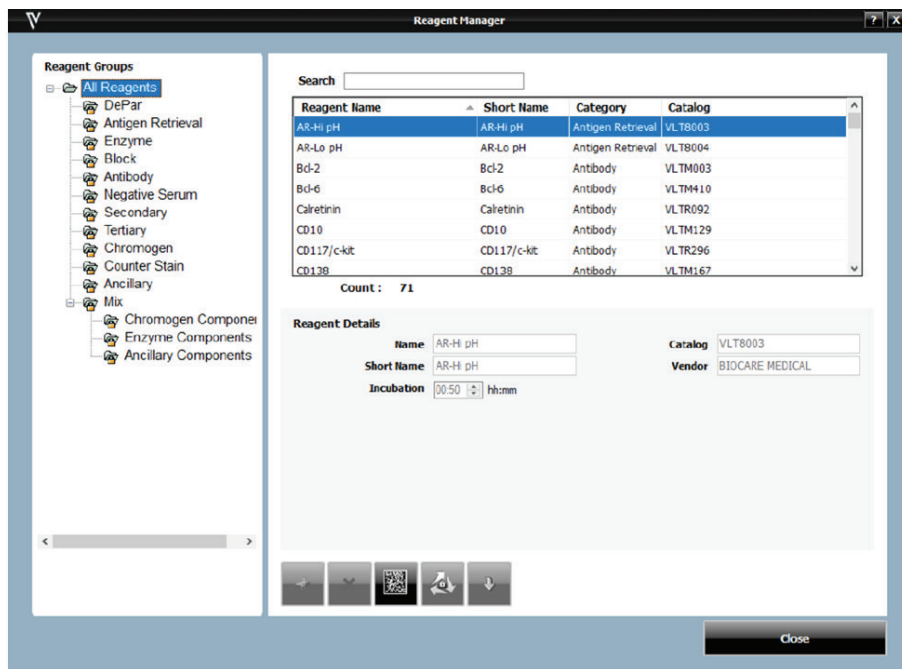 Reagent Manager
? X
Reagent Groups
All Reagents
DePar
Antigen Retrieval
Enzyme
Block
Antibody
Negative Serum
Secondary
Tertiary
Chromogen
Counter Stain
Ancillary
Mix
Chromogen Componer
Enzyme Components
Ancillary Components
Search
Reagent Name Short Name Category Catalog
AR-Hi pH AR-Hi pH Antigen Retrieval VLT8003
AR-Lo pH AR-Lo pH Antigen Retrieval VLT8004
Bcl-2 Bcl-2 Antibody VLTM003
Bcl-6 Bcl-6 Antibody VLTM410
Calretinin Calretinin Antibody VLTR092
CD10 CD10 Antibody VLTM129
CD117/c-kit CD117/c-kit Antibody VLTR296
CD138 CD138 Antibody VLTM167
Count : 71
Reagent Details
Name AR-Hi pH Catalog VLT8003
Short Name AR-Hi pH Vendor BIOCARE MEDICAL
Incubation 00:50 hh:mm
Close